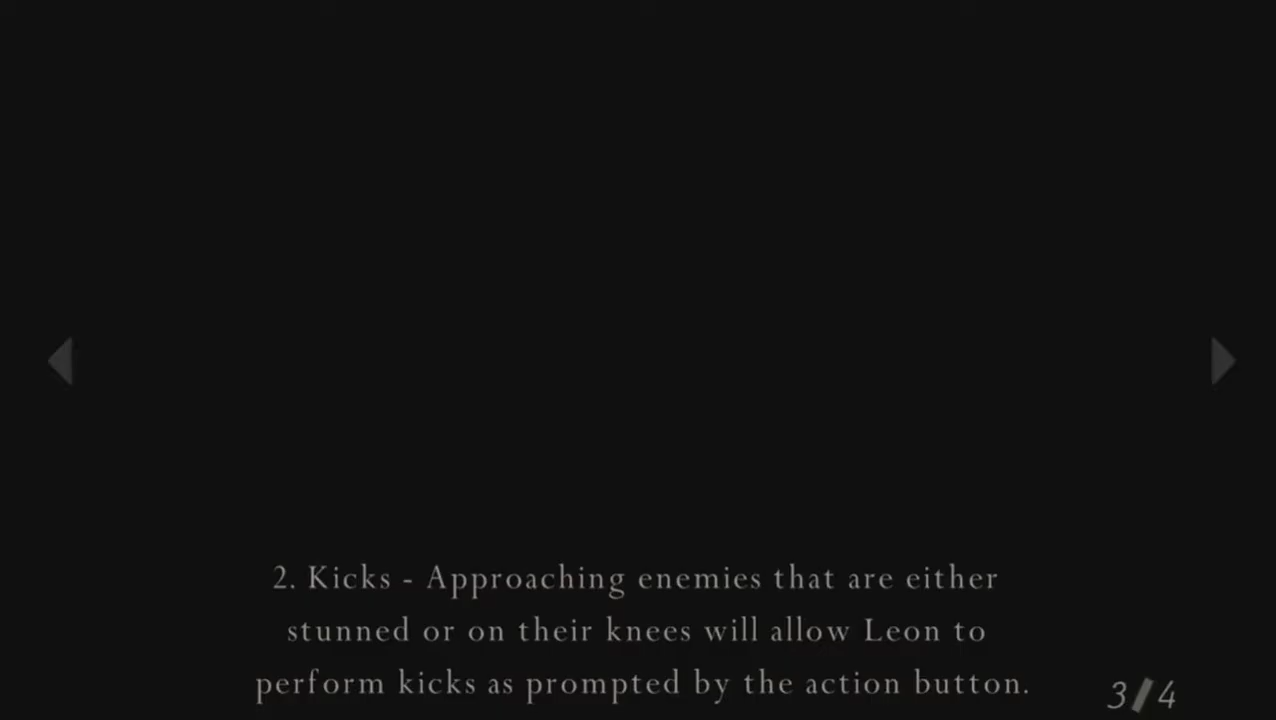 2. Kicks - Approaching enemies that are either
stunned or on their knees will allow Leon to
perform kicks as prompted by the action button.
3/4